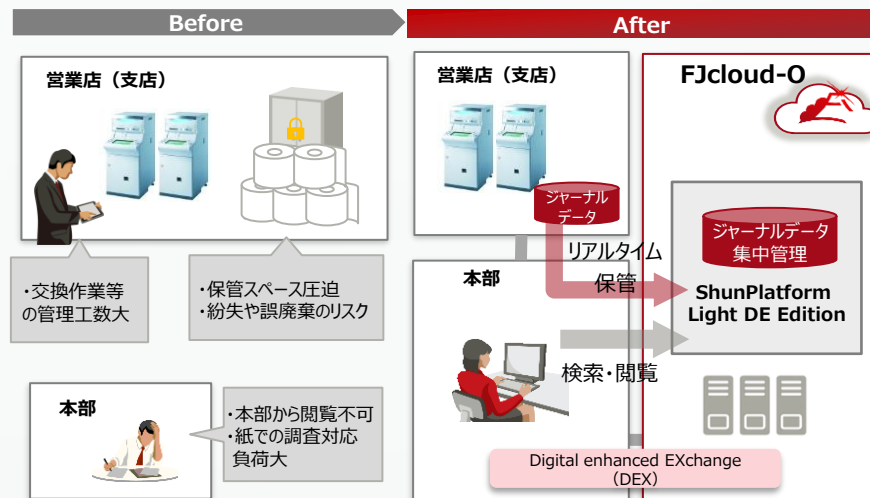 Before
After
営業店（支店）
・交換作業等
の管理工数大
・保管スペース圧迫
・紛失や誤廃棄のリスク
本部
・本部から閲覧不可
・紙での調査対応
負荷大
営業店（支店）
ジャーナル
データ
リアルタイム
保管
本部
検索・閲覧
FJcloud-O
ジャーナルデータ
集中管理
ShunPlatform
Light DE Edition
Digital enhanced EXchange
（DEX）